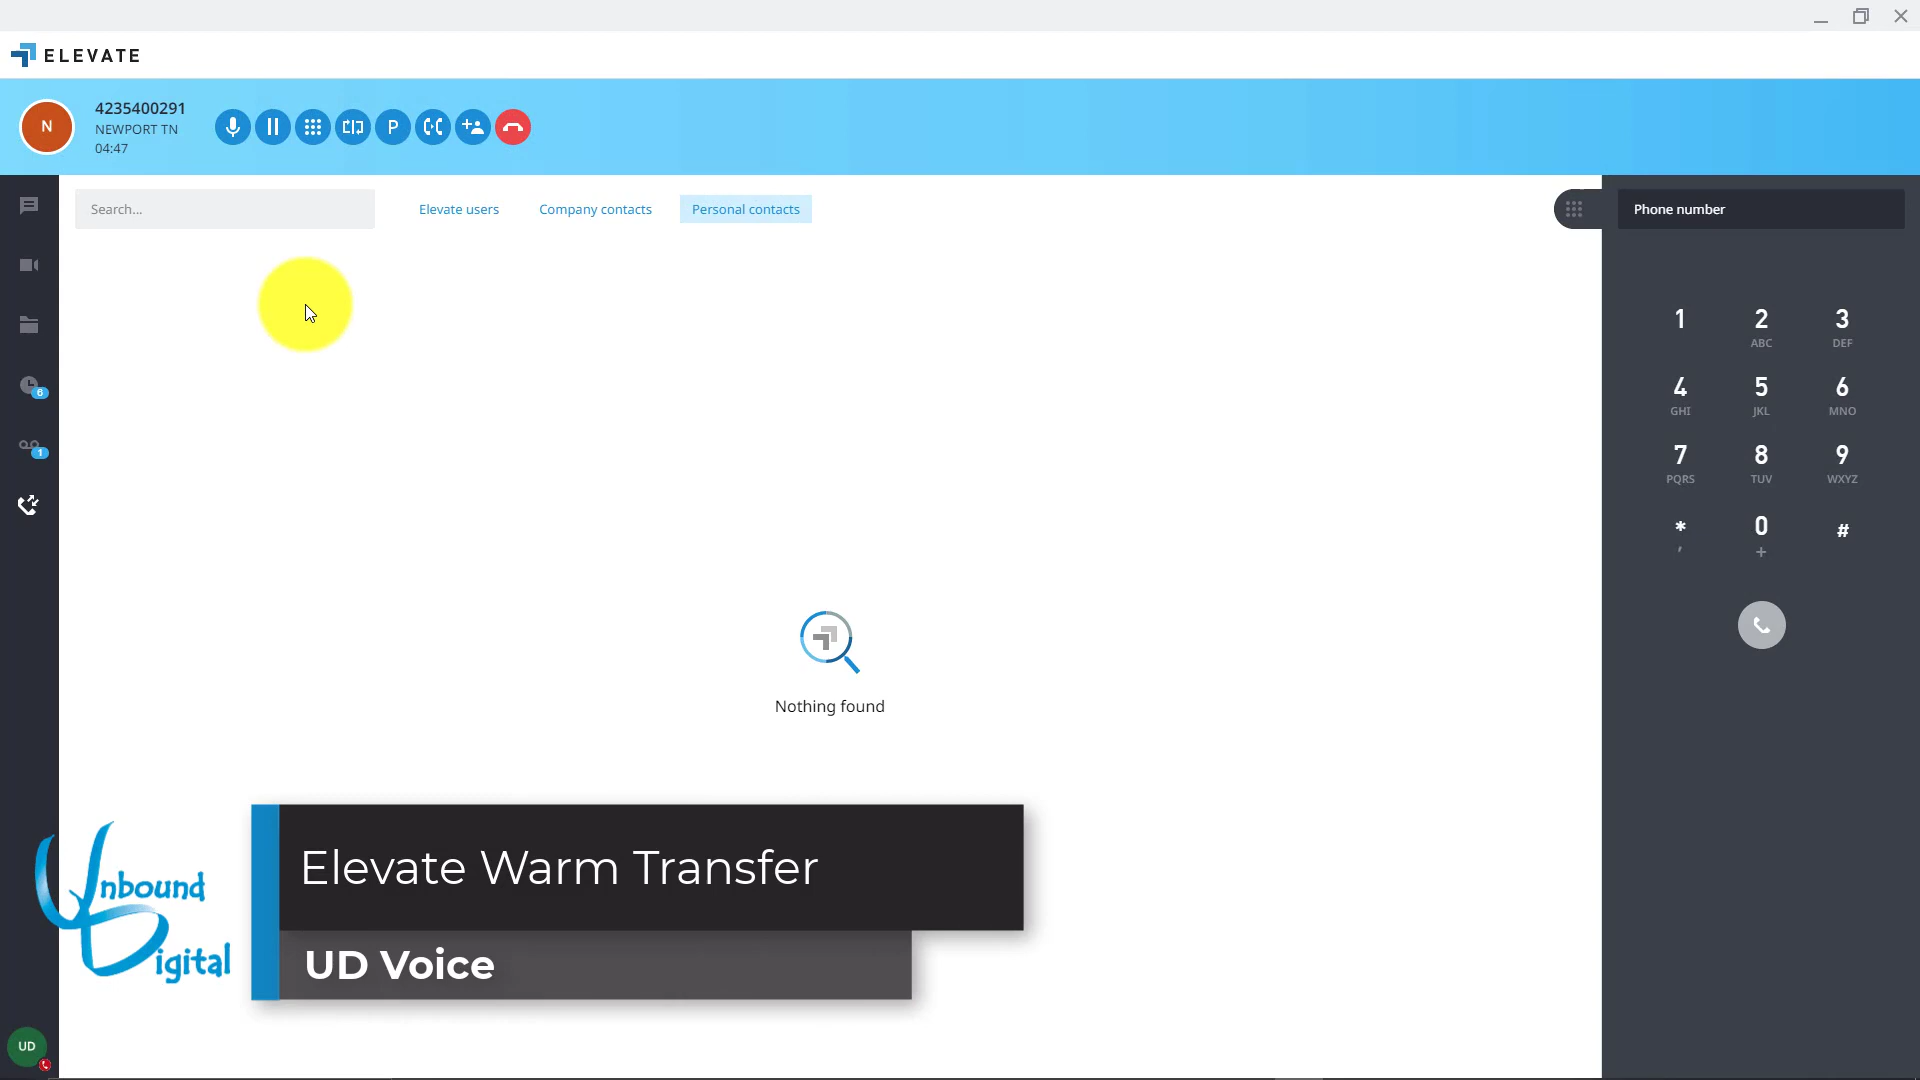 ELEVATE
N
4235400291
NEWPORT TN
04:47
P
Search...
Elevate users
Company contacts
Personal contacts
Phone number
1
2
3
ABC
DEF
4
5
6
GHI
JKL
MNO
7
8
9
PQRS
TUV
WXYZ
*
0
#
,
+
6
1
Nothing found
Elevate Warm Transfer
UD Voice
Unbound
Digital
UD